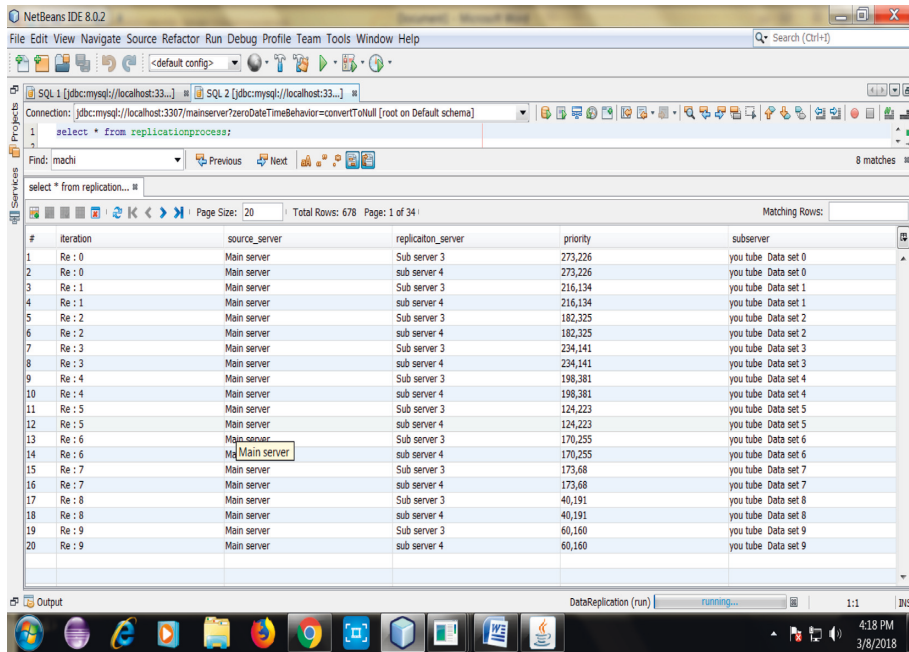 NetBeans IDE 8.0.2
File Edit View Navigate Source Refactor Run Debug Profile Team Tools Window Help
Search (Ctrl+I)
<default config>
SQL 1 [jdbc:mysql://localhost:33...] SQL 2 [jdbc:mysql://localhost:33...]
Projects
Services
Connection: jdbc:mysql://localhost:3307/mainserver?zeroDateTimeBehavior=convertToNull [root on Default schema]
1 select * from replicationprocess;
2
Find: machi Previous Next 8 matches
select * from replication...
Page Size: 20 Total Rows: 678 Page: 1 of 34 Matching Rows:
# iteration source_server replicaiton_server priority subserver
1 Re : 0 Main server Sub server 3 273,226 you tube Data set 0
2 Re : 0 Main server sub server 4 273,226 you tube Data set 0
3 Re : 1 Main server Sub server 3 216,134 you tube Data set 1
4 Re : 1 Main server sub server 4 216,134 you tube Data set 1
5 Re : 2 Main server Sub server 3 182,325 you tube Data set 2
6 Re : 2 Main server sub server 4 182,325 you tube Data set 2
7 Re : 3 Main server Sub server 3 234,141 you tube Data set 3
8 Re : 3 Main server sub server 4 234,141 you tube Data set 3
9 Re : 4 Main server Sub server 3 198,381 you tube Data set 4
10 Re : 4 Main server sub server 4 198,381 you tube Data set 4
11 Re : 5 Main server Sub server 3 124,223 you tube Data set 5
12 Re : 5 Main server sub server 4 124,223 you tube Data set 5
13 Re : 6 Main server Sub server 3 170,255 you tube Data set 6
14 Re : 6 Ma Main server sub server 4 170,255 you tube Data set 6
15 Re : 7 Main server Sub server 3 173,68 you tube Data set 7
16 Re : 7 Main server sub server 4 173,68 you tube Data set 7
17 Re : 8 Main server Sub server 3 40,191 you tube Data set 8
18 Re : 8 Main server sub server 4 40,191 you tube Data set 8
19 Re : 9 Main server Sub server 3 60,160 you tube Data set 9
20 Re : 9 Main server sub server 4 60,160 you tube Data set 9
Output DataReplication (run) running... 1:1 INS
4:18 PM
3/8/2018